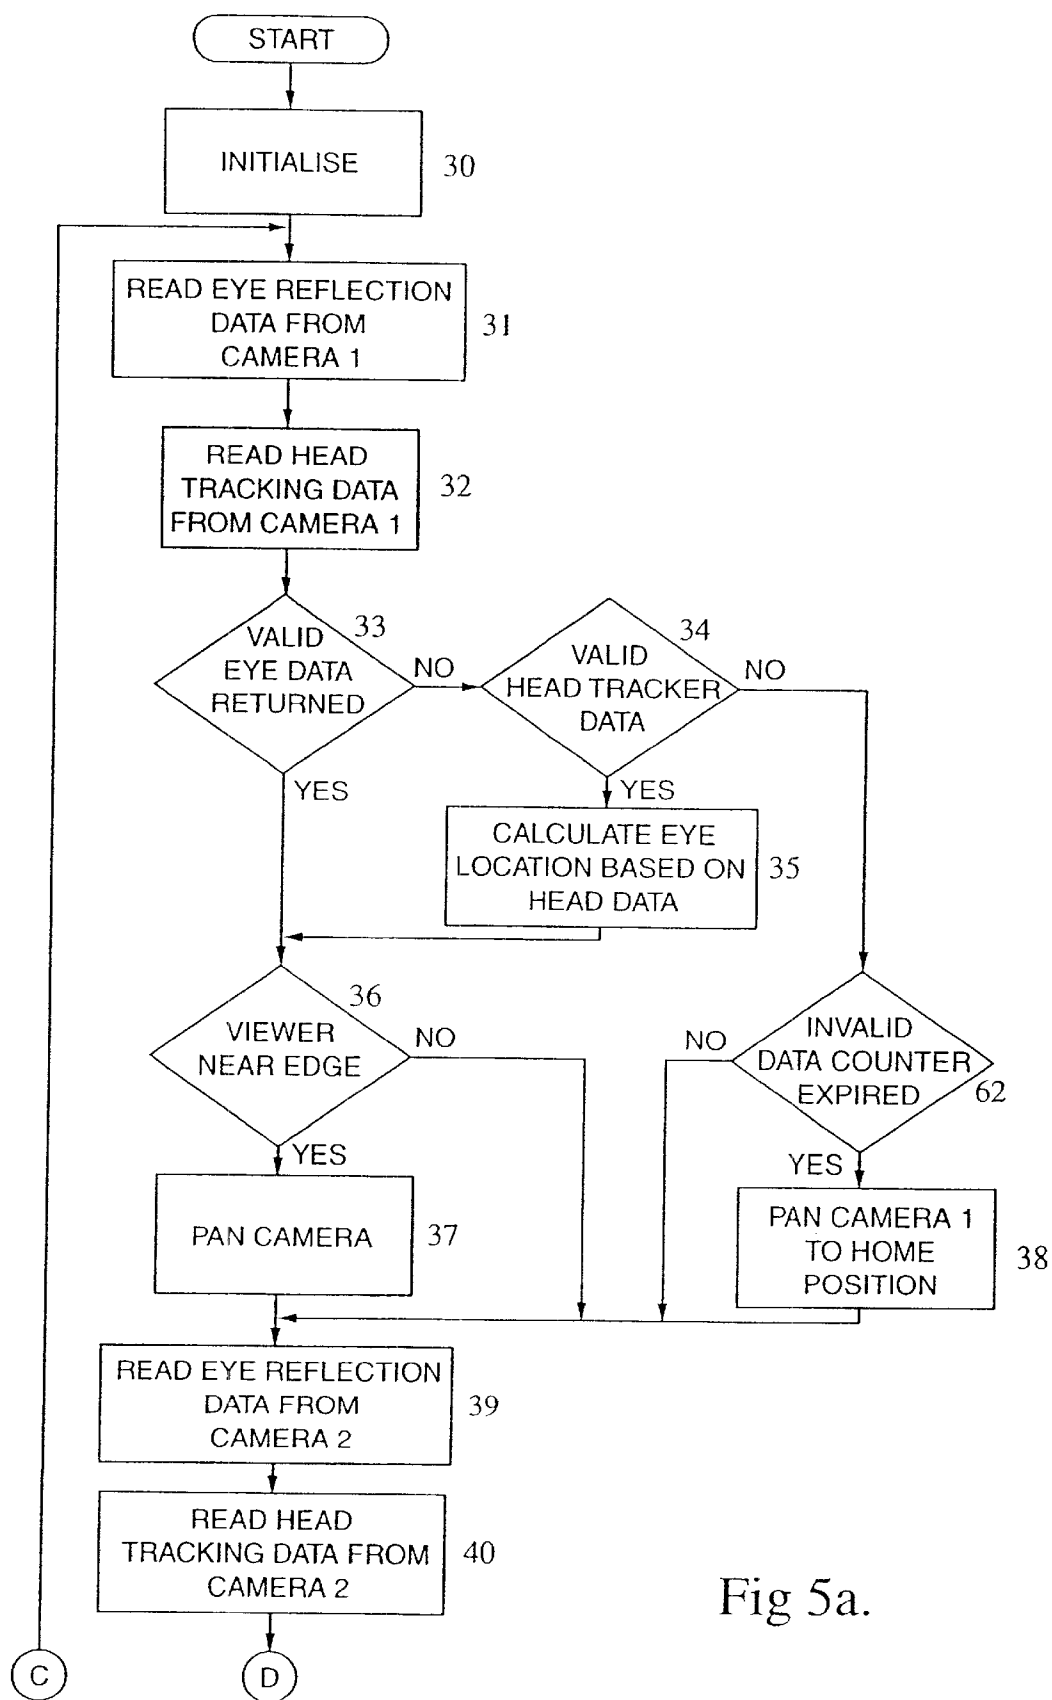 START
INITIALISE
30
READ EYE REFLECTION
DATA FROM
CAMERA 1
31
READ HEAD
TRACKING DATA
FROM CAMERA 1
32
VALID
EYE DATA
RETURNED
33
NO
YES
VALID
HEAD TRACKER
DATA
34
NO
YES
CALCULATE EYE
LOCATION BASED ON
HEAD DATA
35
VIEWER
NEAR EDGE
36
NO
YES
INVALID
DATA COUNTER
EXPIRED
62
NO
YES
PAN CAMERA
37
PAN CAMERA 1
TO HOME
POSITION
38
READ EYE REFLECTION
DATA FROM
CAMERA 2
39
READ HEAD
TRACKING DATA FROM
CAMERA 2
40
C
D
Fig 5a.